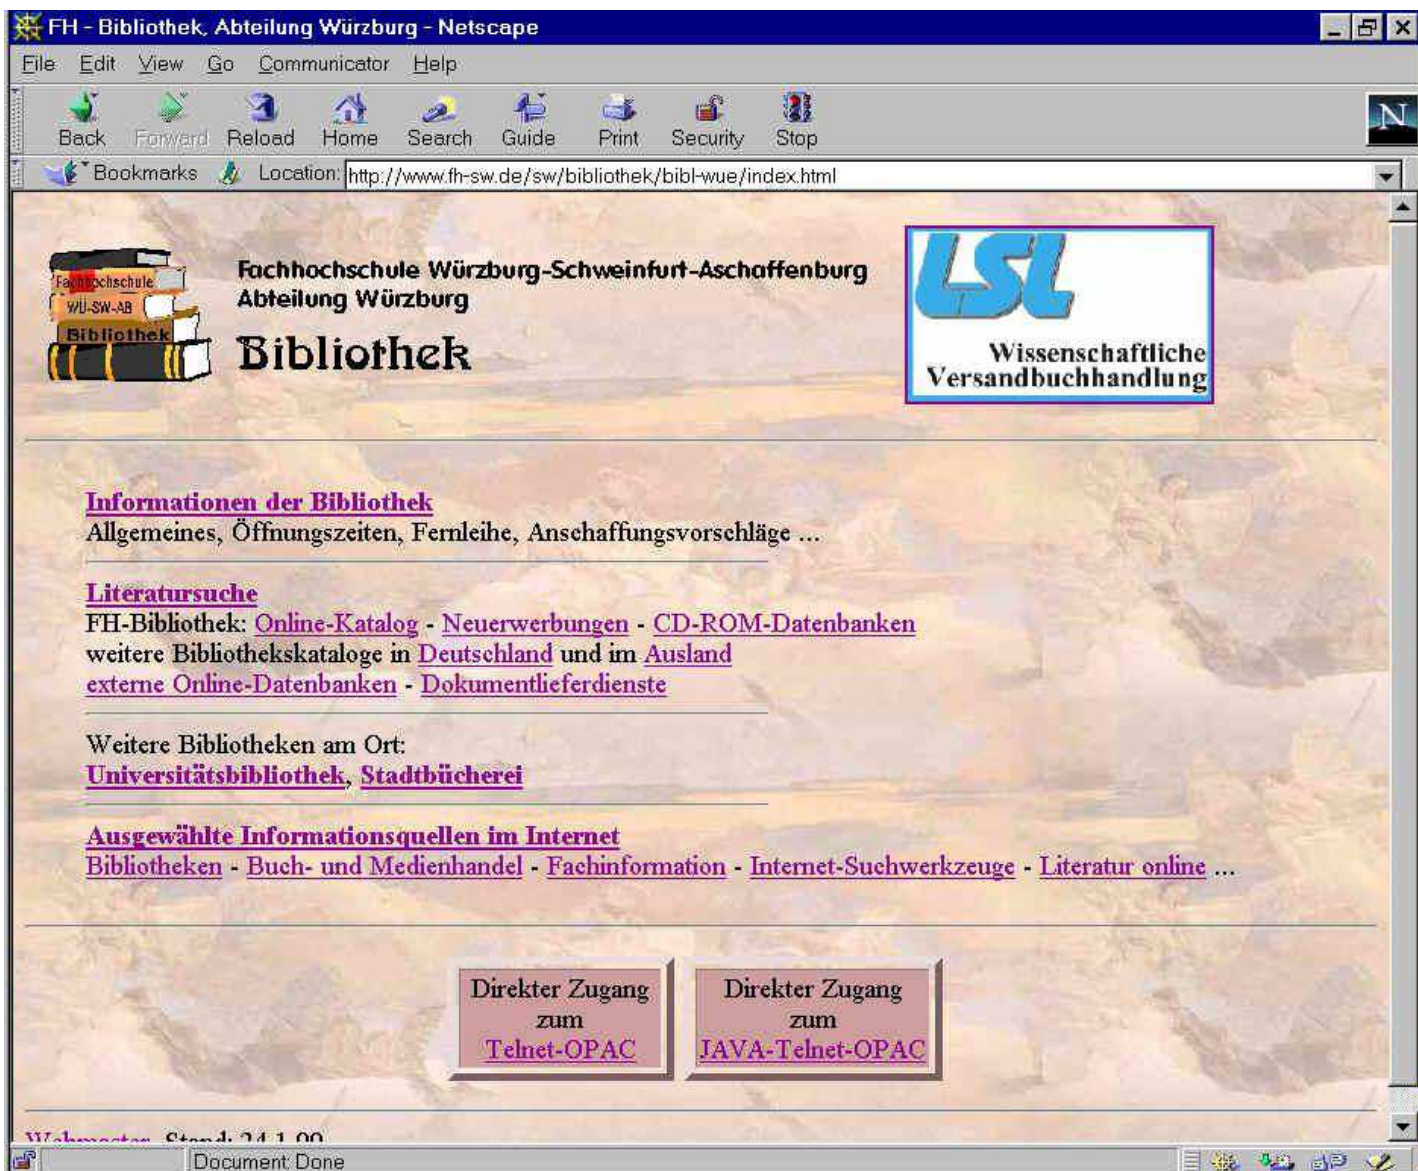 FH - Bibliothek, Abteilung Würzburg - Netscape
File Edit View Go Communicator Help
Back Forward Reload Home Search Guide Print Security Stop
N
Bookmarks Location: http://www.fh-sw.de/sw/bibliothek/bibl-wue/index.html
Fachhochschule
WÜ-SW-AB
Bibliothek
Fachhochschule Würzburg-Schweinfurt-Aschaffenburg
Abteilung Würzburg
Bibliothek
LSL
Wissenschaftliche
Versandbuchhandlung
Informationen der Bibliothek
Allgemeines, Öffnungszeiten, Fernleihe, Anschaffungsvorschläge ...
Literatursuche
FH-Bibliothek: Online-Katalog - Neuerwerbungen - CD-ROM-Datenbanken
weitere Bibliothekskataloge in Deutschland und im Ausland
externe Online-Datenbanken - Dokumentlieferdienste
Weitere Bibliotheken am Ort:
Universitätsbibliothek, Stadtbücherei
Ausgewählte Informationsquellen im Internet
Bibliotheken - Buch- und Medienhandel - Fachinformation - Internet-Suchwerkzeuge - Literatur online ...
Direkter Zugang
zum
Telnet-OPAC
Direkter Zugang
zum
JAVA-Telnet-OPAC
Webmaster, Stand: 24.1.99
Document: Done